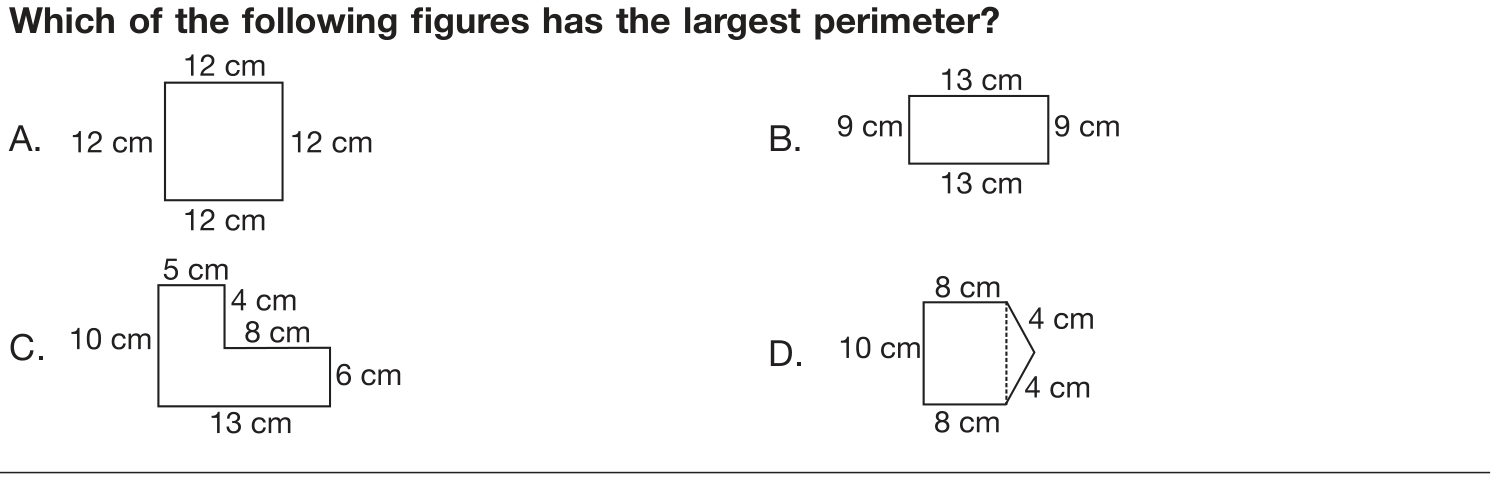 Which of the following figures has the largest perimeter?
12 cm
A. 12 cm 12 cm
12 cm
13 cm
B. 9 cm 9 cm
13 cm
5 cm
4 cm
8 cm
C. 10 cm
6 cm
13 cm
8 cm
4 cm
D. 10 cm
4 cm
8 cm